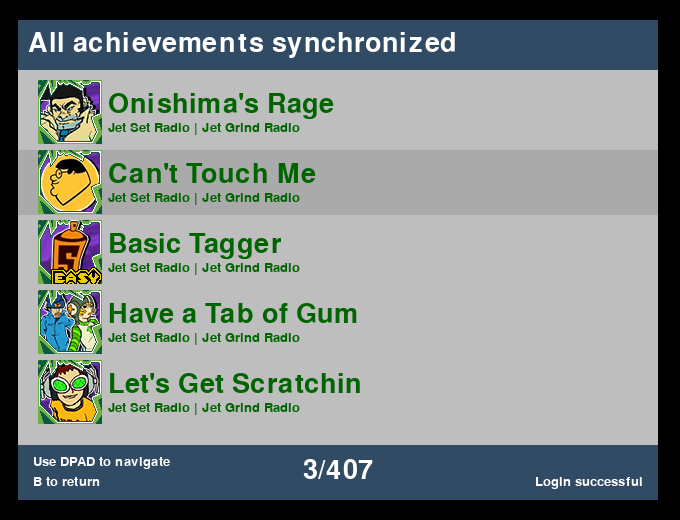 All achievements synchronized
Onishima's Rage
Jet Set Radio | Jet Grind Radio
Can't Touch Me
Jet Set Radio | Jet Grind Radio
Basic Tagger
Jet Set Radio | Jet Grind Radio
S
EASY
Have a Tab of Gum
Jet Set Radio | Jet Grind Radio
Let's Get Scratchin
Jet Set Radio | Jet Grind Radio
Use DPAD to navigate
B to return
3/407
Login successful